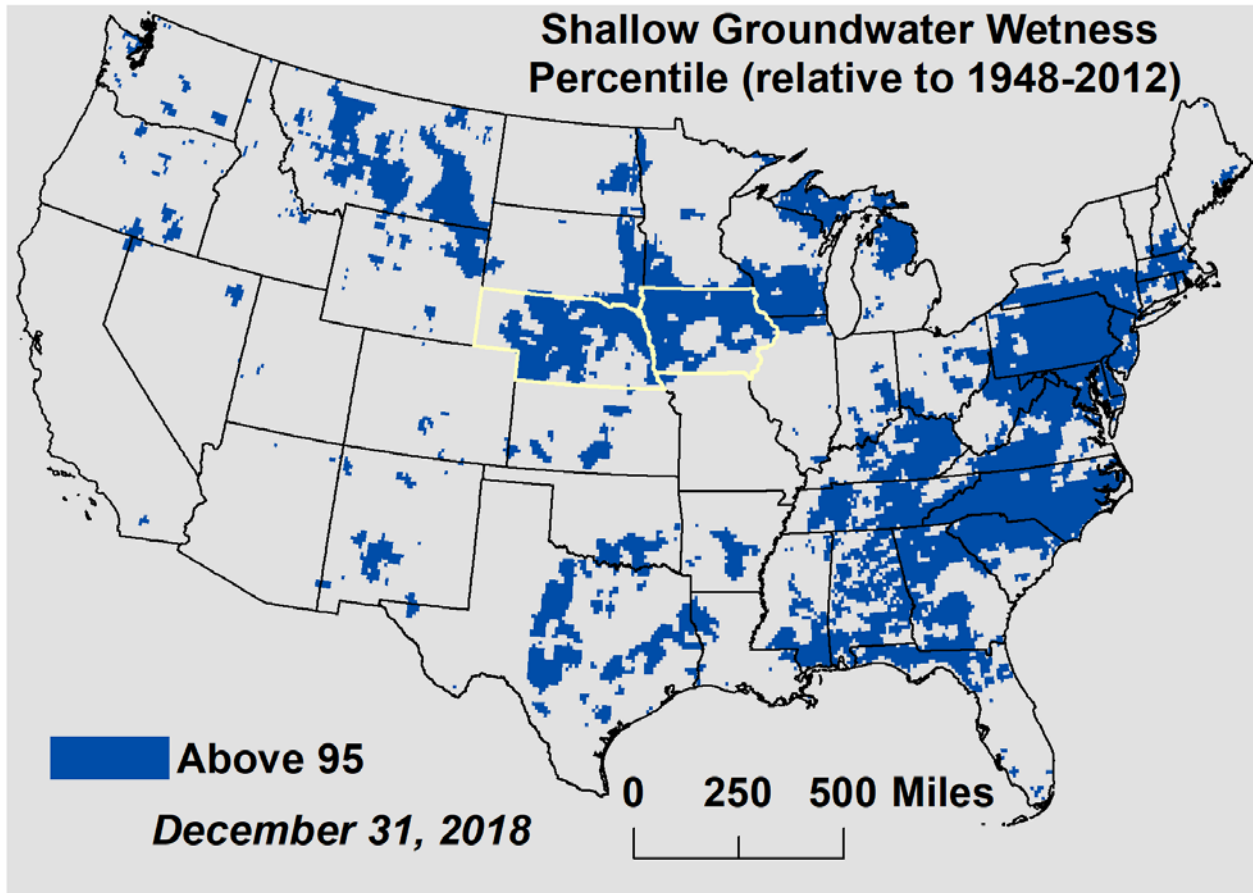 Shallow Groundwater Wetness
Percentile (relative to 1948-2012)
Above 95
0 250 500 Miles
December 31, 2018